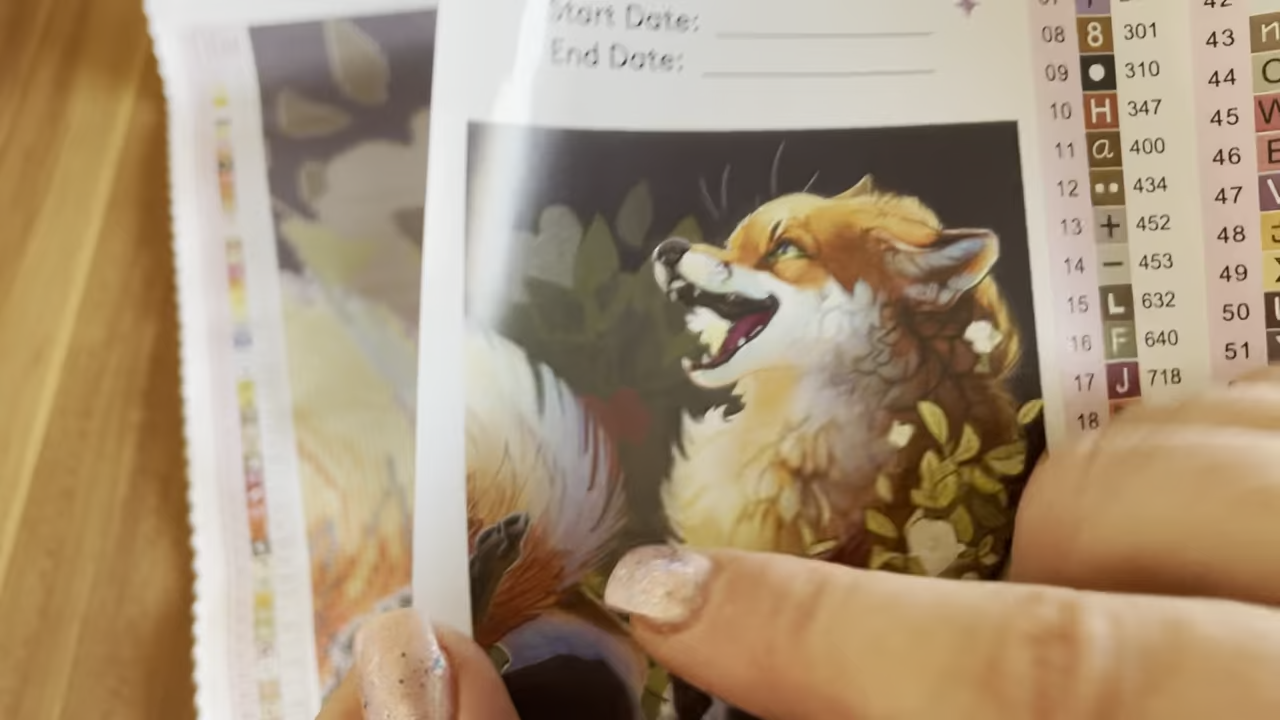 Start Date:
End Date:
08 8 301
09 310
10 H 347
11 a 400
12 434
13 + 452
14 - 453
15 L 632
16 F 640
17 J 718
18
42
43 n
44
45 W
46 E
47
48
49
50
51